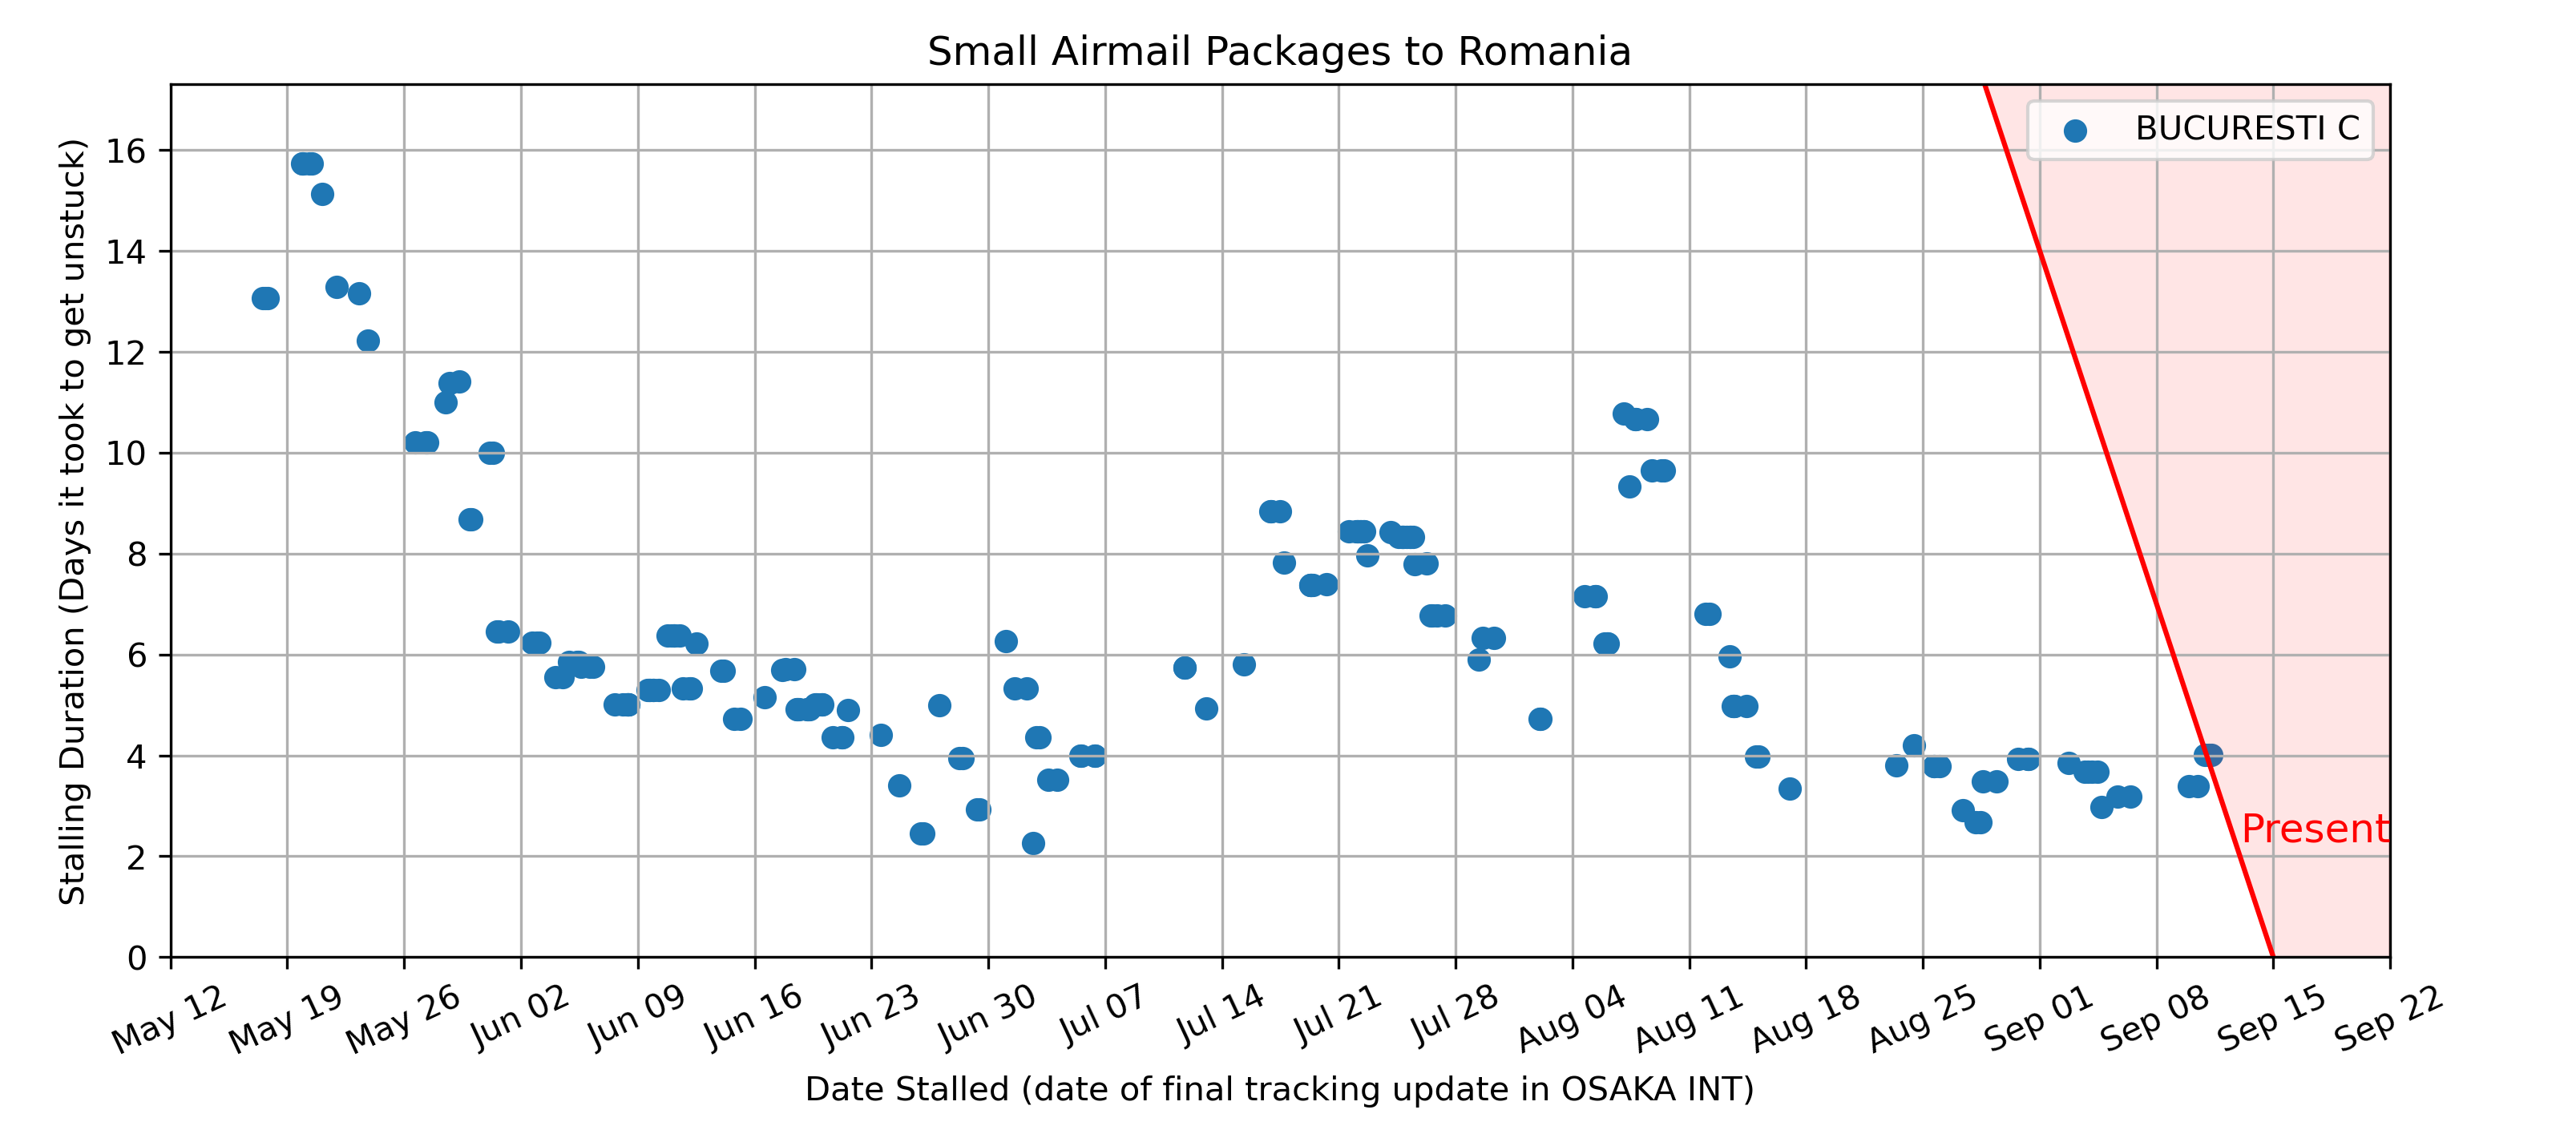 Small Airmail Packages to Romania
BUCURESTI C
Stalling Duration (Days it took to get unstuck)
16
14
12
10
8
6
4
2
0
Present
May 12
May 19
May 26
Jun 02
Jun 09
Jun 16
Jun 23
Jun 30
Jul 07
Jul 14
Jul 21
Jul 28
Aug 04
Aug 11
Aug 18
Aug 25
Sep 01
Sep 08
Sep 15
Sep 22
Date Stalled (date of final tracking update in OSAKA INT)